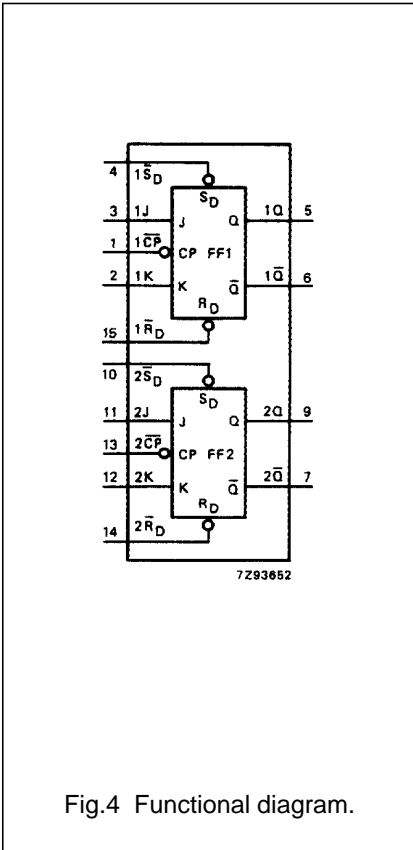 4 1S̅D
SD
3 1J J Q 1Q 5
1 1C̅P̅ CP FF1
2 1K K Q̅ 1Q̅ 6
RD
15 1R̅D
10 2S̅D
SD
11 2J J Q 2Q 9
13 2C̅P̅ CP FF2
12 2K K Q̅ 2Q̅ 7
RD
14 2R̅D
7Z93652
Fig.4 Functional diagram.